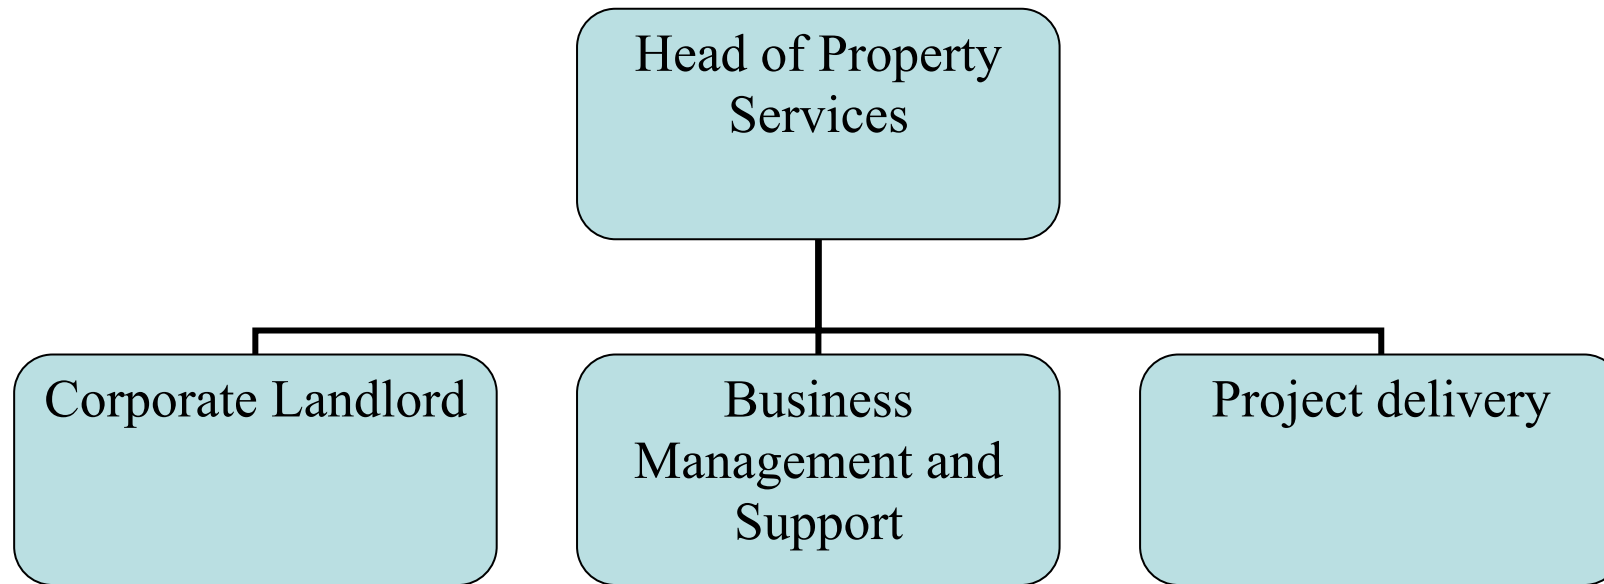 Head of Property
Services
Corporate Landlord
Business
Management and
Support
Project delivery